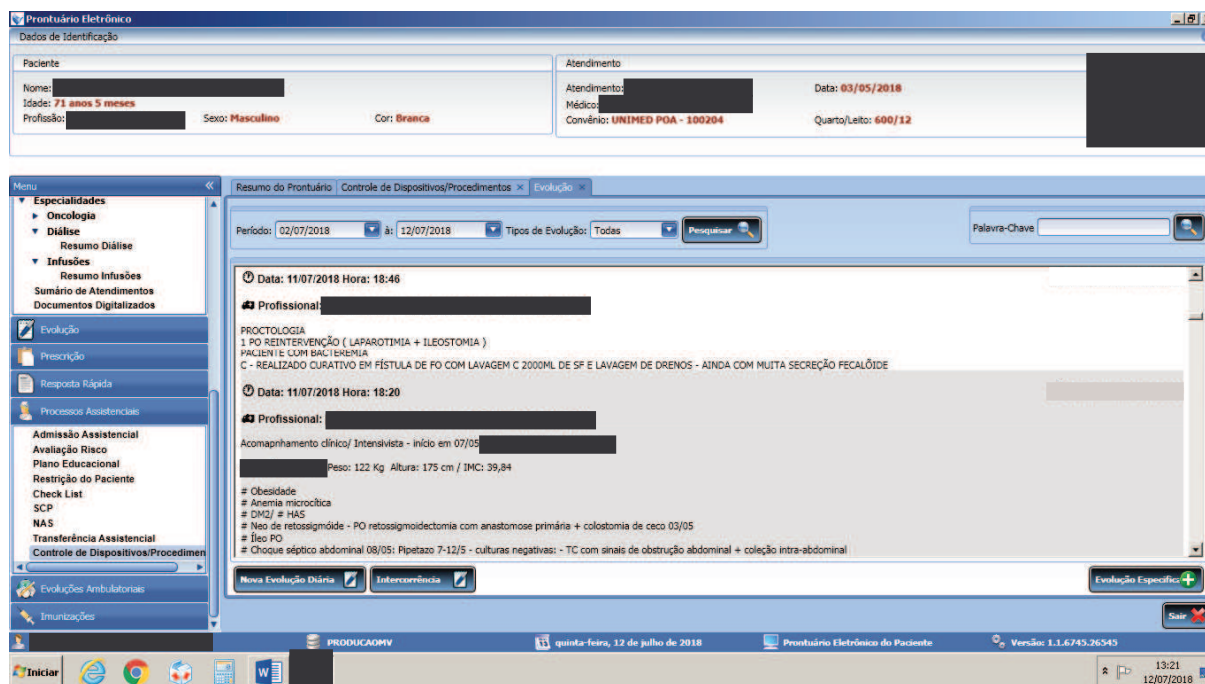 Prontuário Eletrônico
Dados de Identificação
Paciente
Nome:
Idade: 71 anos 5 meses
Profissão: Sexo: Masculino Cor: Branca
Atendimento
Atendimento: Data: 03/05/2018
Médico:
Convênio: UNIMED POA - 100204 Quarto/Leito: 600/12
Menu
Especialidades
Oncologia
Diálise
Resumo Diálise
Infusões
Resumo Infusões
Sumário de Atendimentos
Documentos Digitalizados
Evolução
Prescrição
Resposta Rápida
Processos Assistenciais
Admissão Assistencial
Avaliação Risco
Plano Educacional
Restrição do Paciente
Check List
SCP
NAS
Transferência Assistencial
Controle de Dispositivos/Procedimen
Evoluções Ambulatoriais
Imunizações
Resumo do Prontuário Controle de Dispositivos/Procedimentos × Evolução ×
Período: 02/07/2018 à: 12/07/2018 Tipos de Evolução: Todas Pesquisar Palavra-Chave
Data: 11/07/2018 Hora: 18:46
Profissional:
PROCTOLOGIA
1 PO REINTERVENÇÃO ( LAPAROTIMIA + ILEOSTOMIA )
PACIENTE COM BACTEREMIA
C - REALIZADO CURATIVO EM FÍSTULA DE FO COM LAVAGEM C 2000ML DE SF E LAVAGEM DE DRENOS - AINDA COM MUITA SECREÇÃO FECALÓIDE
Data: 11/07/2018 Hora: 18:20
Profissional:
Acomapnhamento clínico/ Intensivista - início em 07/05
Peso: 122 Kg Altura: 175 cm / IMC: 39,84
# Obesidade
# Anemia microcítica
# DM2/ # HAS
# Neo de retossigmóide - PO retossigmoidectomia com anastomose primária + colostomia de ceco 03/05
# Íleo PO
# Choque séptico abdominal 08/05: Pipetazo 7-12/5 - culturas negativas: - TC com sinais de obstrução abdominal + coleção intra-abdominal
Nova Evolução Diária Intercorrência Evolução Específica
Sair
PRODUCAOMV quinta-feira, 12 de julho de 2018 Prontuário Eletrônico do Paciente Versão: 1.1.6745.26545
Iniciar
13:21
12/07/2018